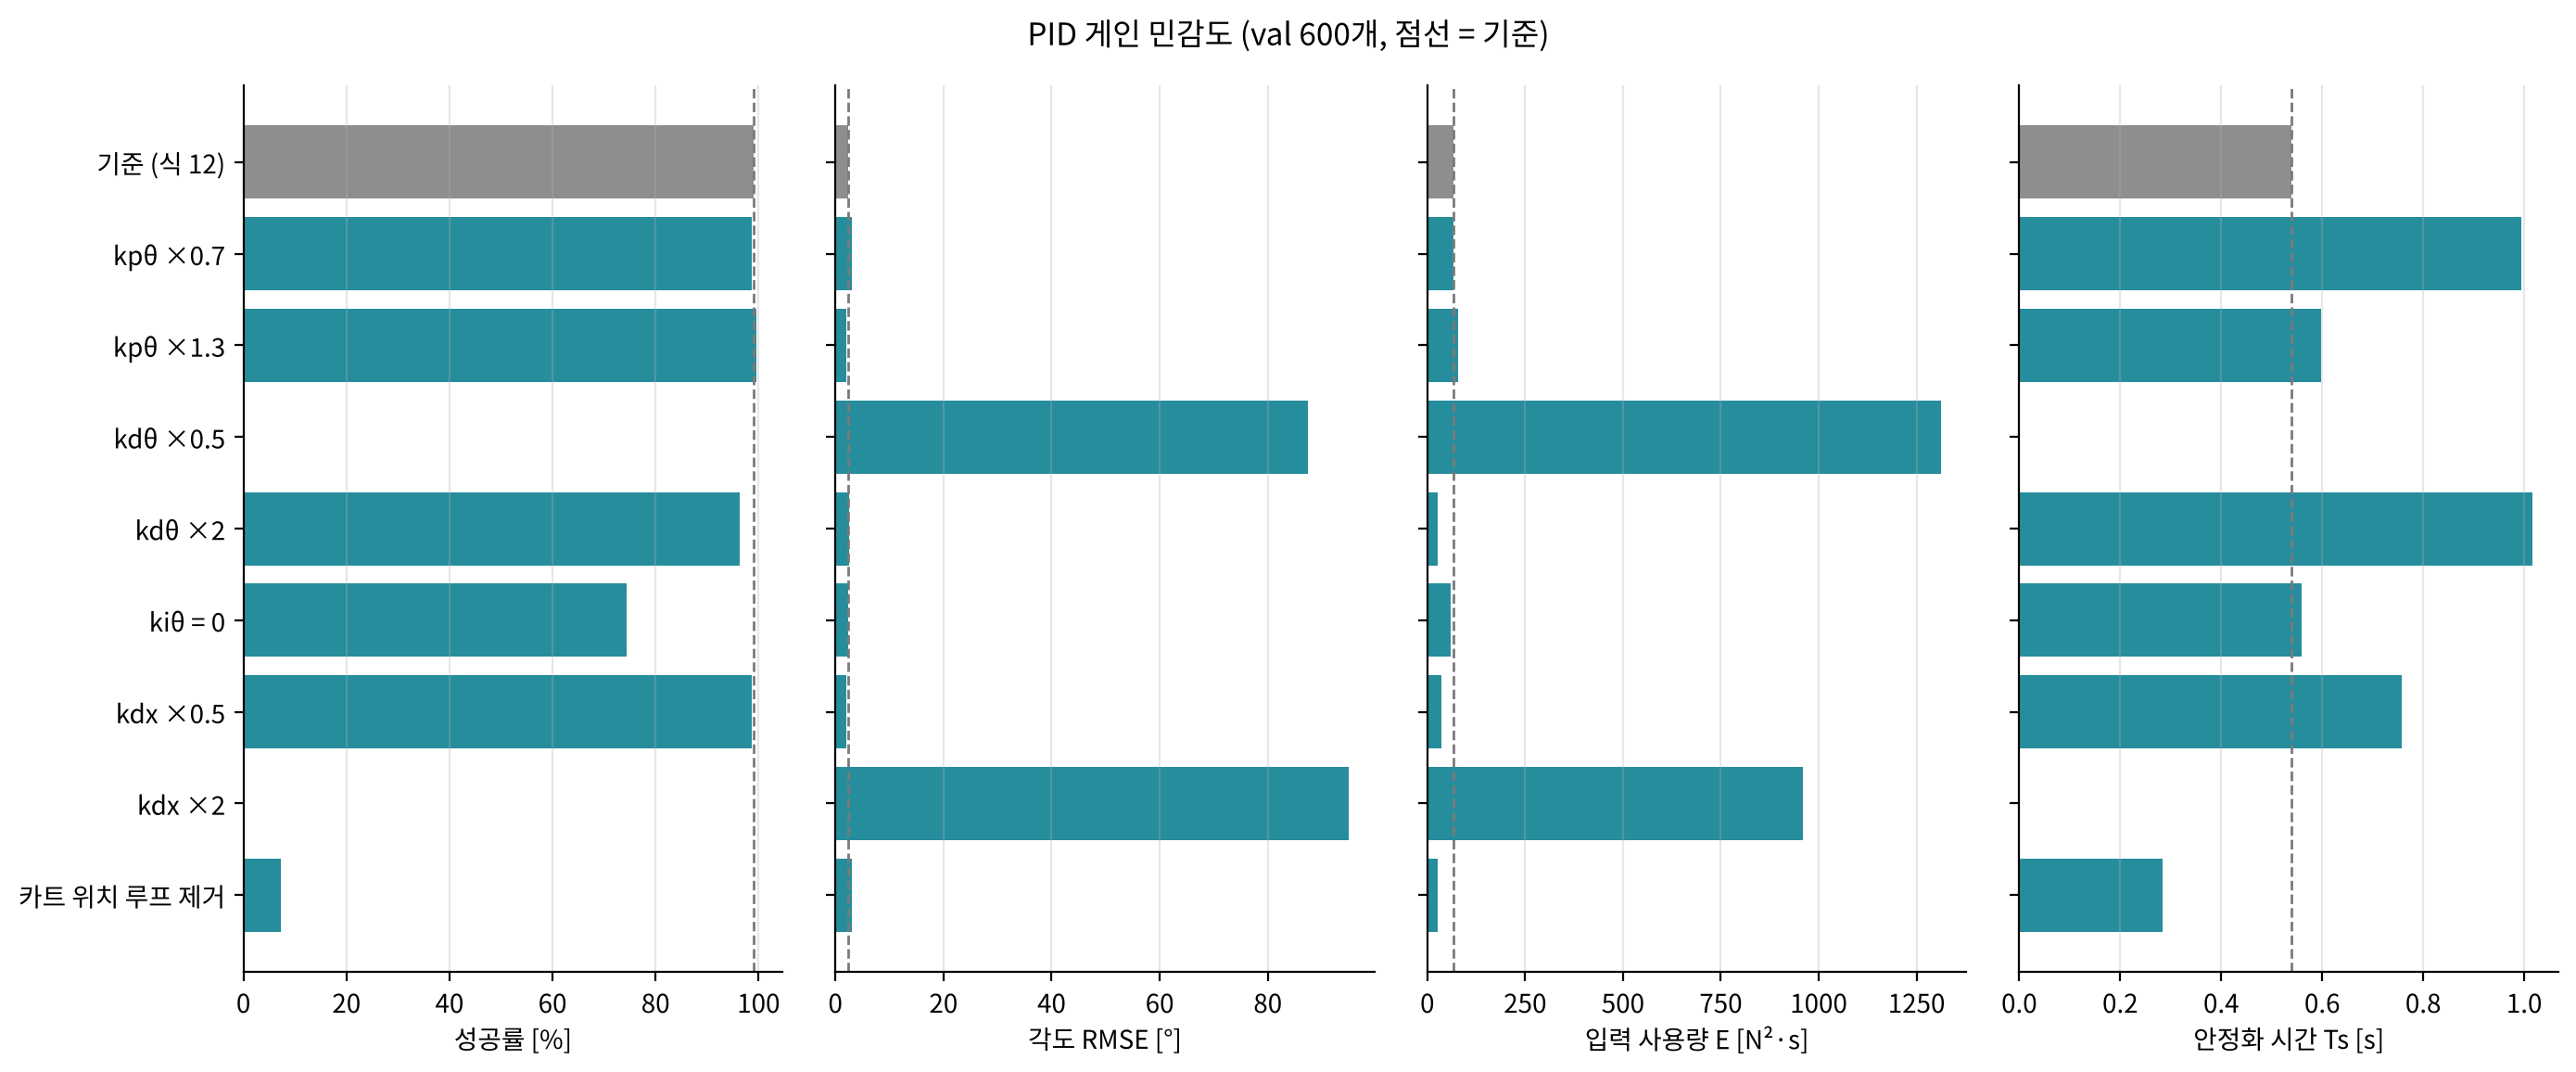 PID 게인 민감도 (val 600개, 점선 = 기준)
기준 (식 12)
kpθ ×0.7
kpθ ×1.3
kdθ ×0.5
kdθ ×2
kiθ = 0
kdx ×0.5
kdx ×2
카트 위치 루프 제거
0 20 40 60 80 100
성공률 [%]
0 20 40 60 80
각도 RMSE [°]
0 250 500 750 1000 1250
입력 사용량 E [N²·s]
0.0 0.2 0.4 0.6 0.8 1.0
안정화 시간 Ts [s]